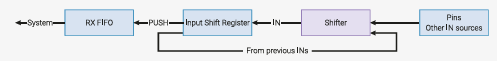 System
RX FIFO
PUSH
Input Shift Register
IN
Shifter
Pins
Other IN sources
From previous INs